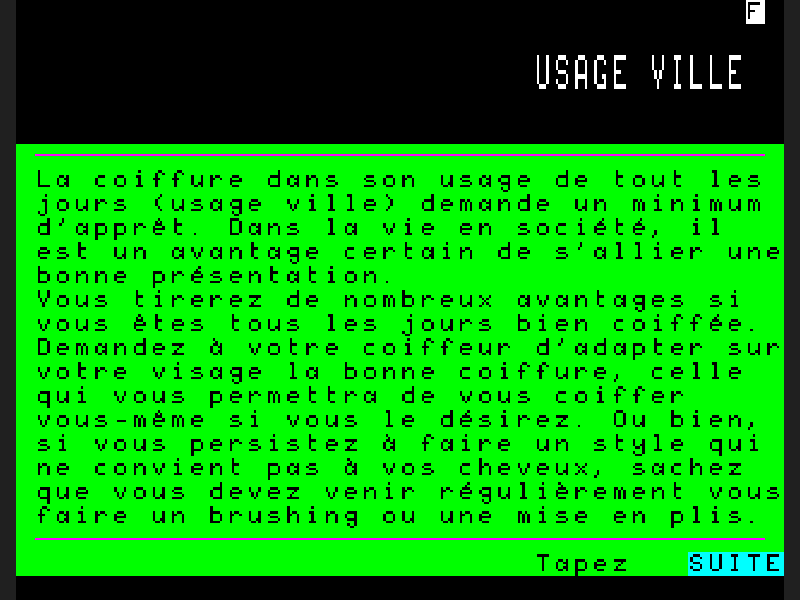 F
USAGE VILLE
La coiffure dans son usage de tout les
jours (usage ville) demande un minimum
d'apprêt. Dans la vie en société, il
est un avantage certain de s'allier une
bonne présentation.
Vous tirerez de nombreux avantages si
vous êtes tous les jours bien coiffée.
Demandez à votre coiffeur d'adapter sur
votre visage la bonne coiffure, celle
qui vous permettra de vous coiffer
vous-même si vous le désirez. Ou bien,
si vous persistez à faire un style qui
ne convient pas à vos cheveux, sachez
que vous devez venir régulièrement vous
faire un brushing ou une mise en plis.
Tapez SUITE